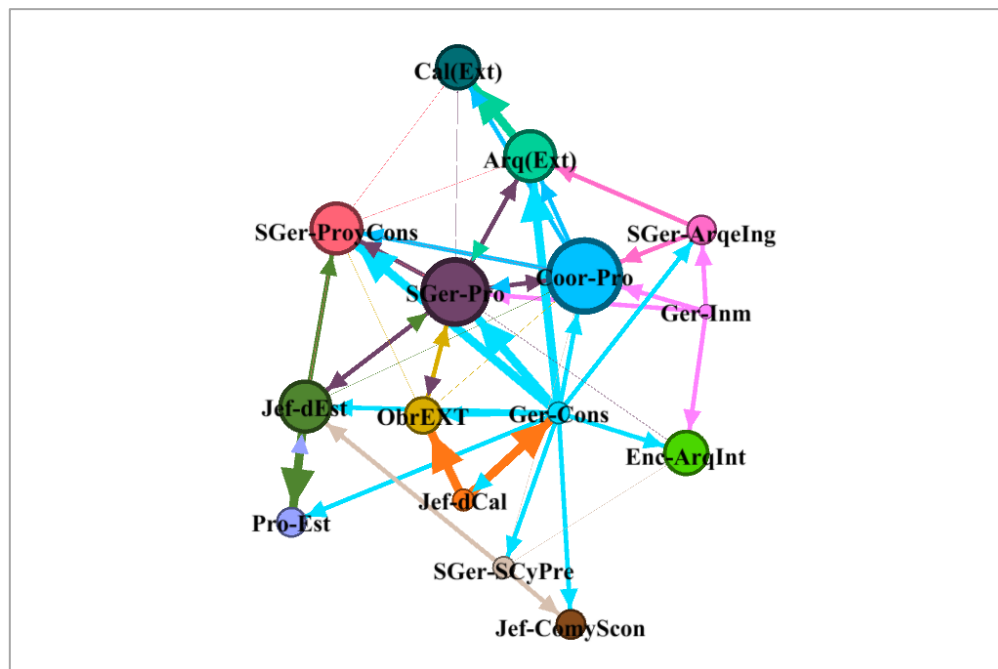 Cal(Ext)
Arq(Ext)
SGer-ProyCons
SGer-ArqeIng
Coor-Pro
SGer-Pro
Ger-Inm
Jef-dEst
ObrEXT
Ger-Cons
Enc-ArqInt
Jef-dCal
Pro-Est
SGer-SCyPre
Jef-ComyScon